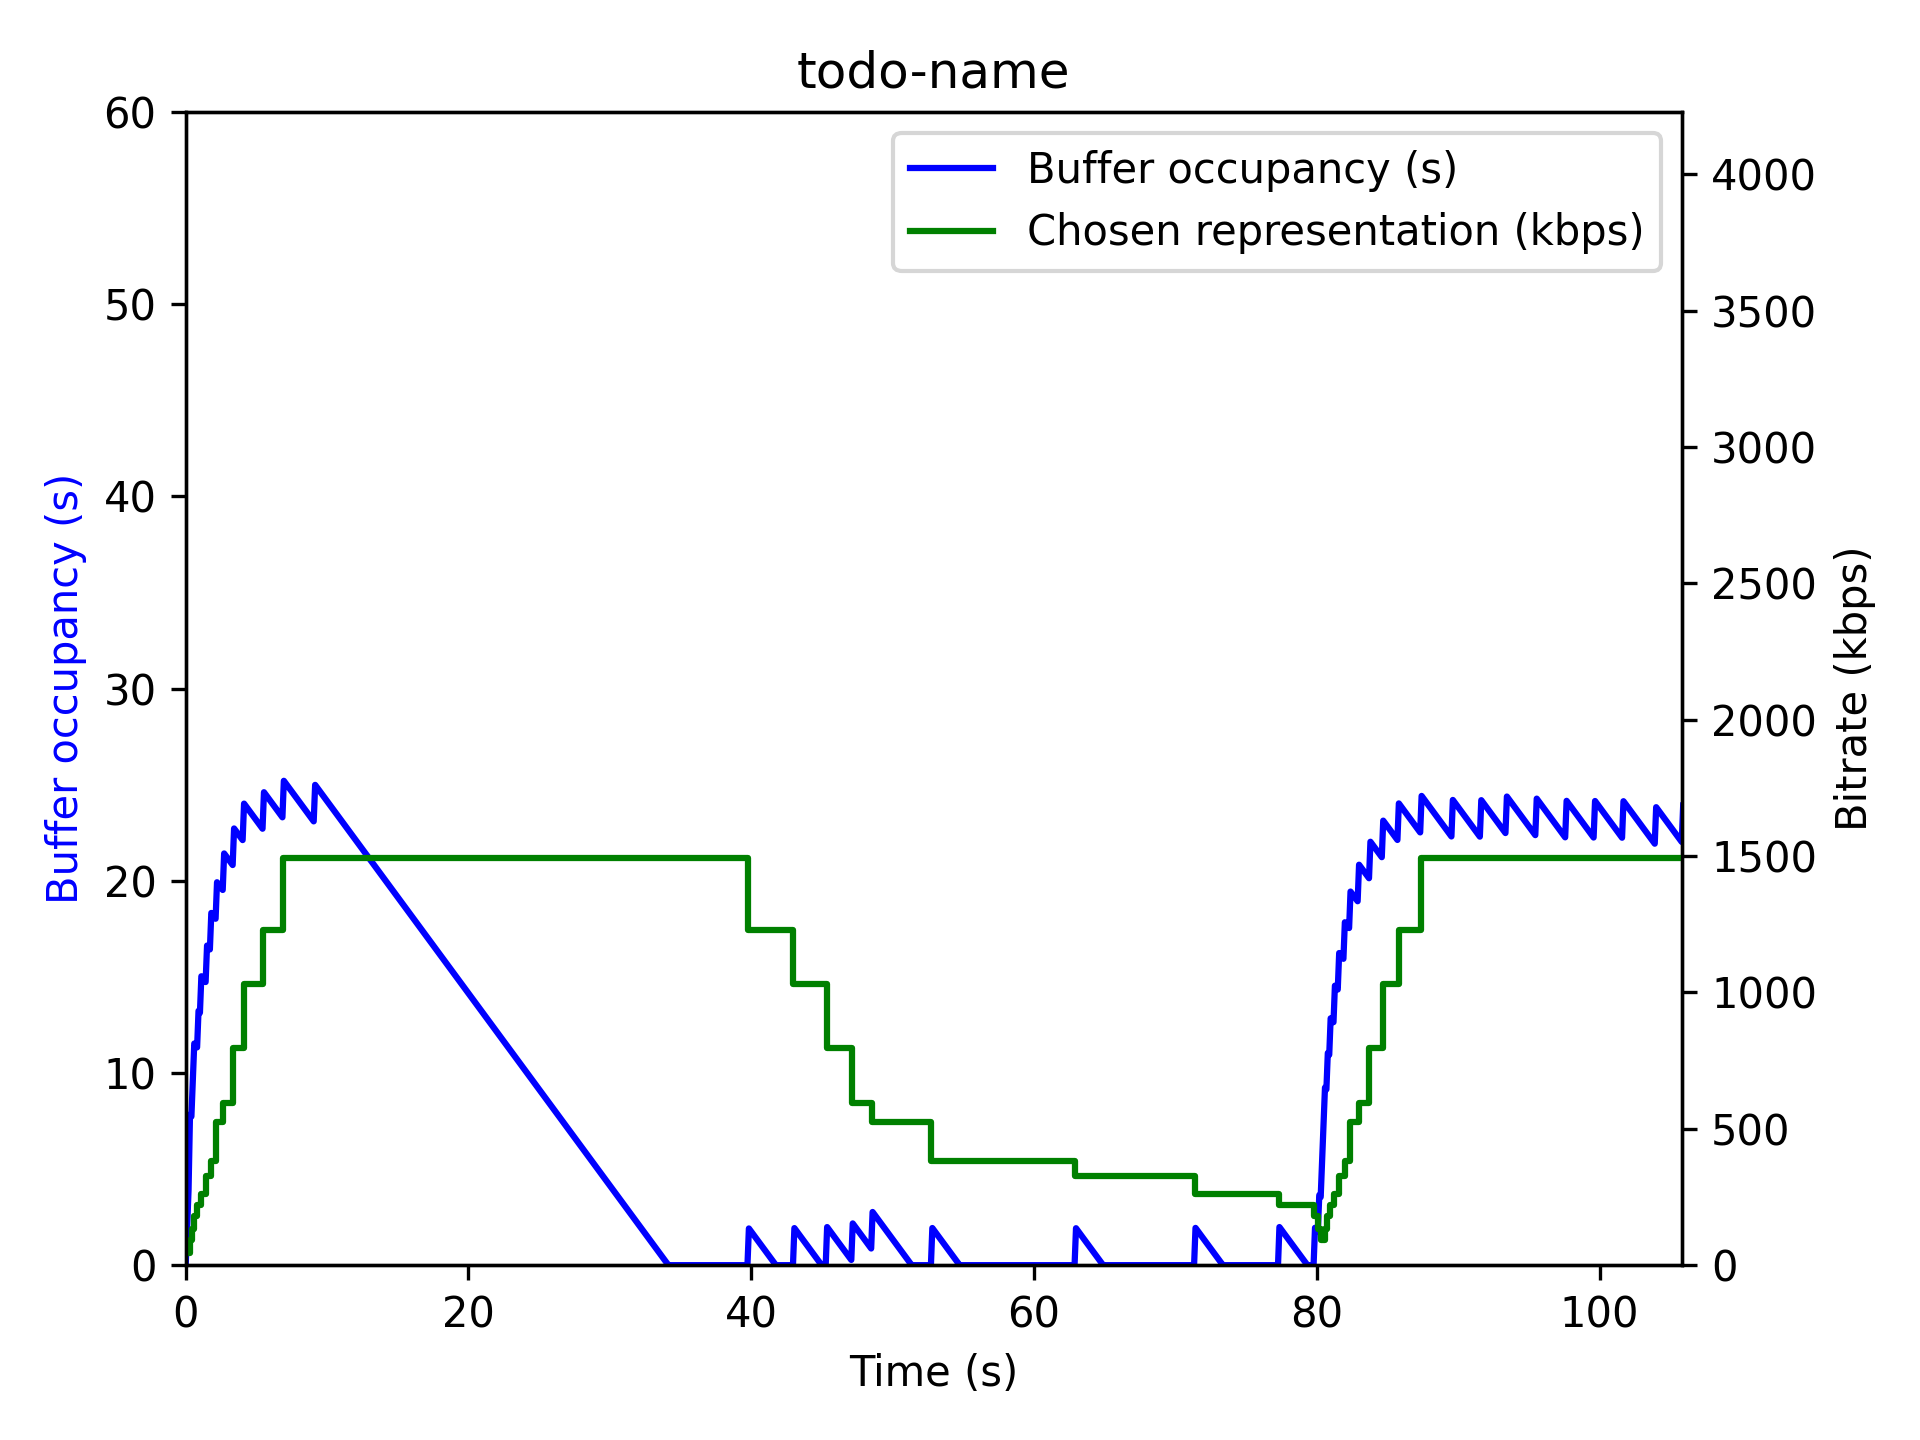 todo-name
Buffer occupancy (s)
Chosen representation (kbps)
60
50
40
30
20
10
0
Buffer occupancy (s)
4000
3500
3000
2500
2000
1500
1000
500
0
Bitrate (kbps)
0 20 40 60 80 100
Time (s)